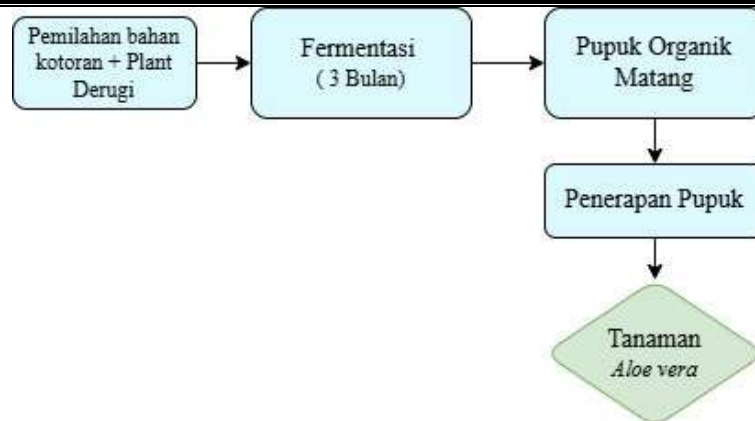 Pemilahan bahan
kotoran + Plant
Derugi
Fermentasi
( 3 Bulan)
Pupuk Organik
Matang
Penerapan Pupuk
Tanaman
Aloe vera